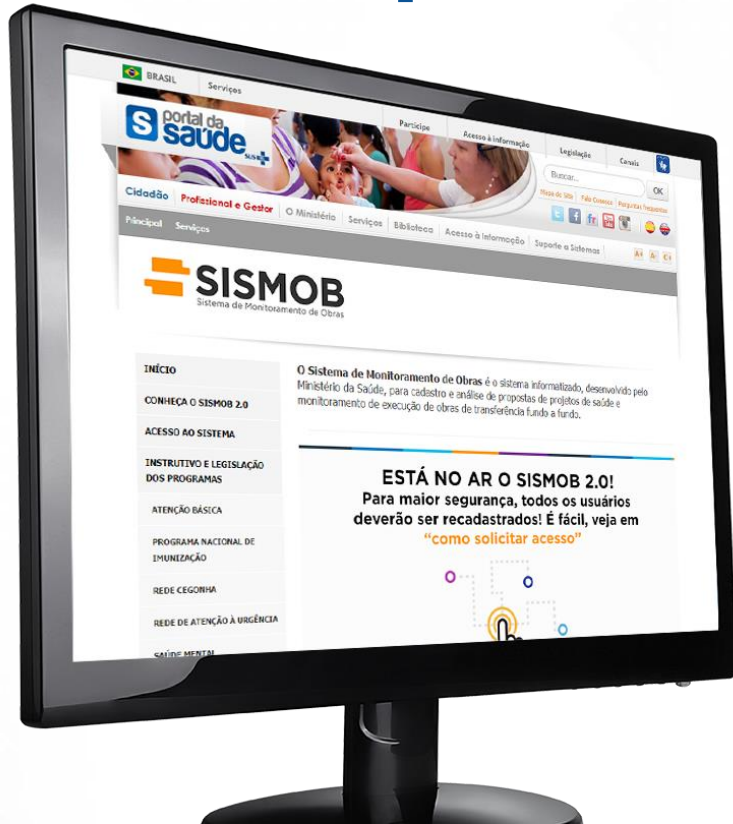 BRASIL
Serviços
Participe
Acesso à informação
Legislação
Canais
S portal da
saúde
SUS
Buscar...
OK
Mapa do Site
Fale Conosco
Perguntas frequentes
Cidadão
Profissional e Gestor
O Ministério
Serviços
Biblioteca
Acesso à informação
Suporte a Sistemas
Principal
Serviços
A+
A-
SISMOB
Sistema de Monitoramento de Obras
INÍCIO
CONHEÇA O SISMOB 2.0
ACESSO AO SISTEMA
INSTRUTIVO E LEGISLAÇÃO
DOS PROGRAMAS
ATENÇÃO BÁSICA
PROGRAMA NACIONAL DE
IMUNIZAÇÃO
REDE CEGONHA
REDE DE ATENÇÃO À URGÊNCIA
SAÚDE MENTAL
O Sistema de Monitoramento de Obras é o sistema informatizado, desenvolvido pelo
Ministério da Saúde, para cadastro e análise de propostas de projetos de saúde e
monitoramento de execução de obras de transferência fundo a fundo.
ESTÁ NO AR O SISMOB 2.0!
Para maior segurança, todos os usuários
deverão ser recadastrados! É fácil, veja em
“como solicitar acesso”